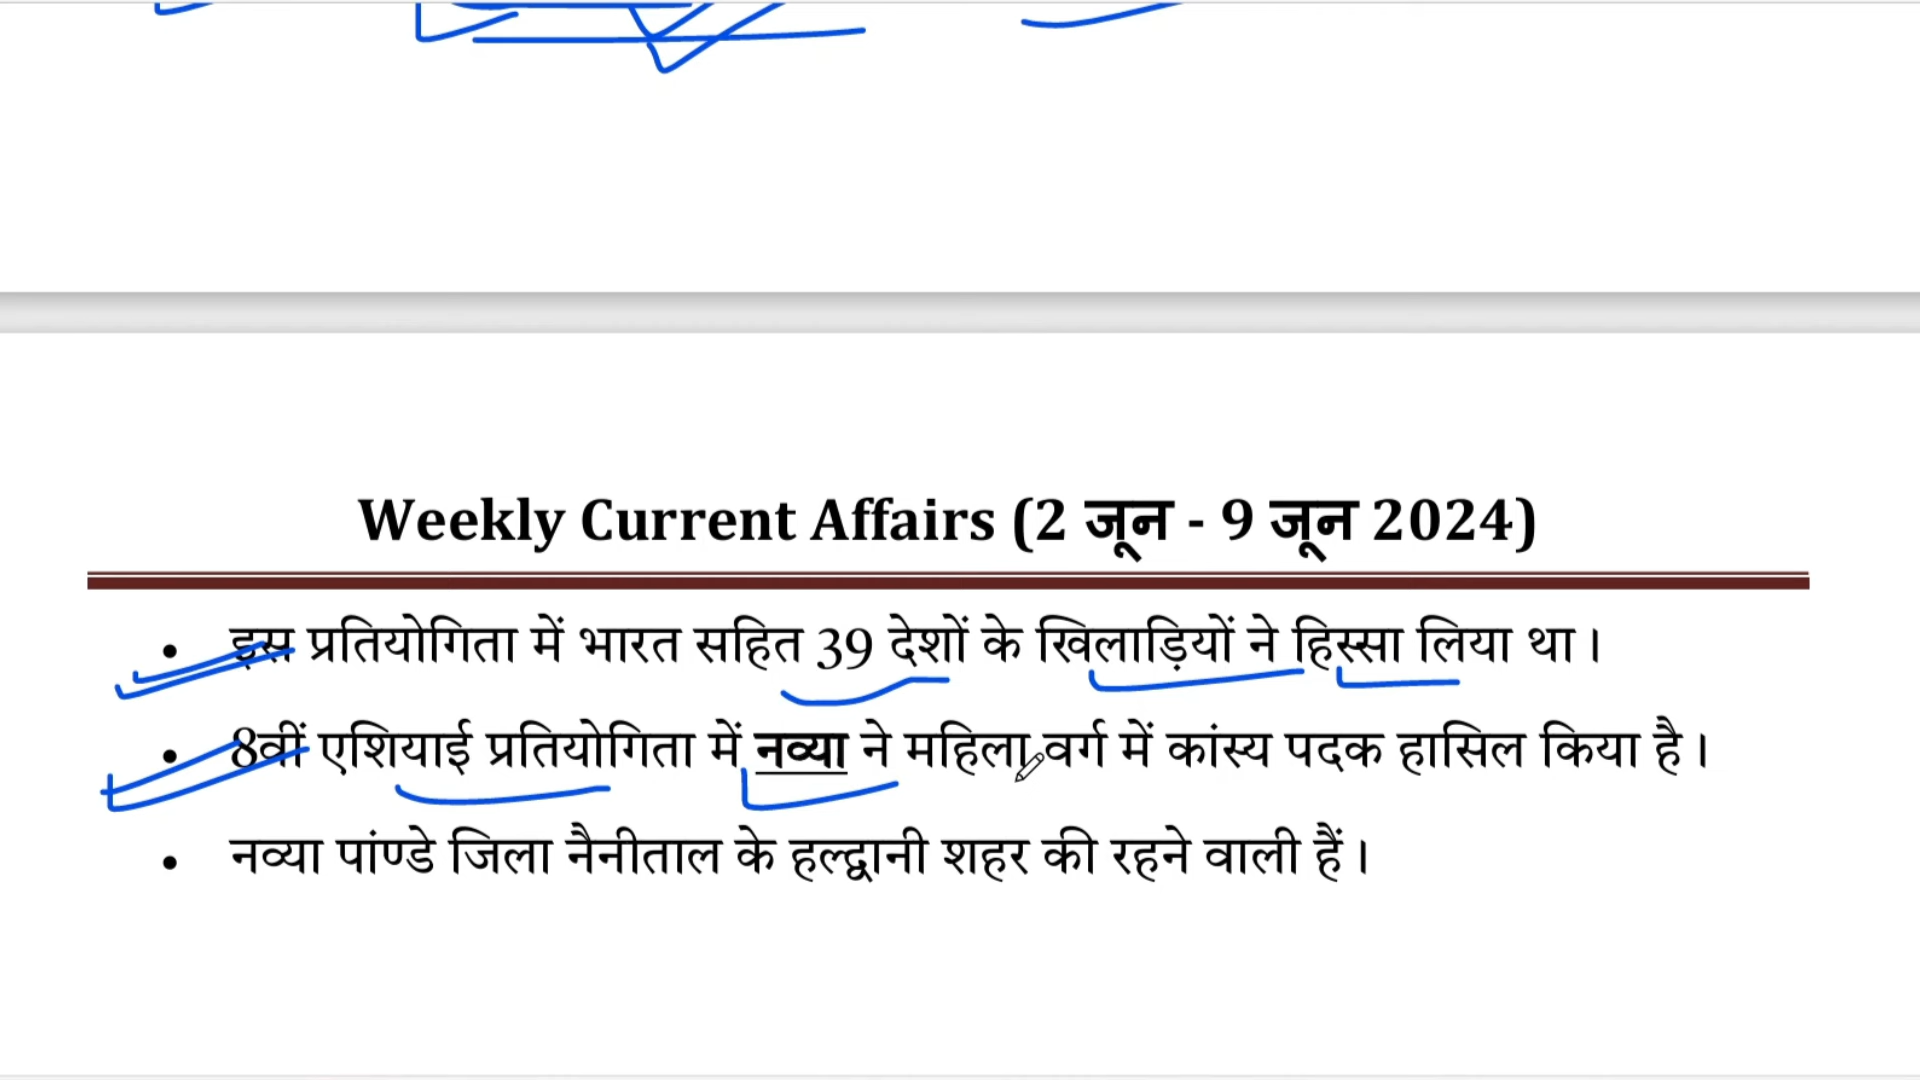 Weekly Current Affairs (2 जून - 9 जून 2024)
• इस प्रतियोगिता में भारत सहित 39 देशों के खिलाड़ियों ने हिस्सा लिया था।
• 8वीं एशियाई प्रतियोगिता में नव्या ने महिला वर्ग में कांस्य पदक हासिल किया है।
• नव्या पांण्डे जिला नैनीताल के हल्द्वानी शहर की रहने वाली हैं।